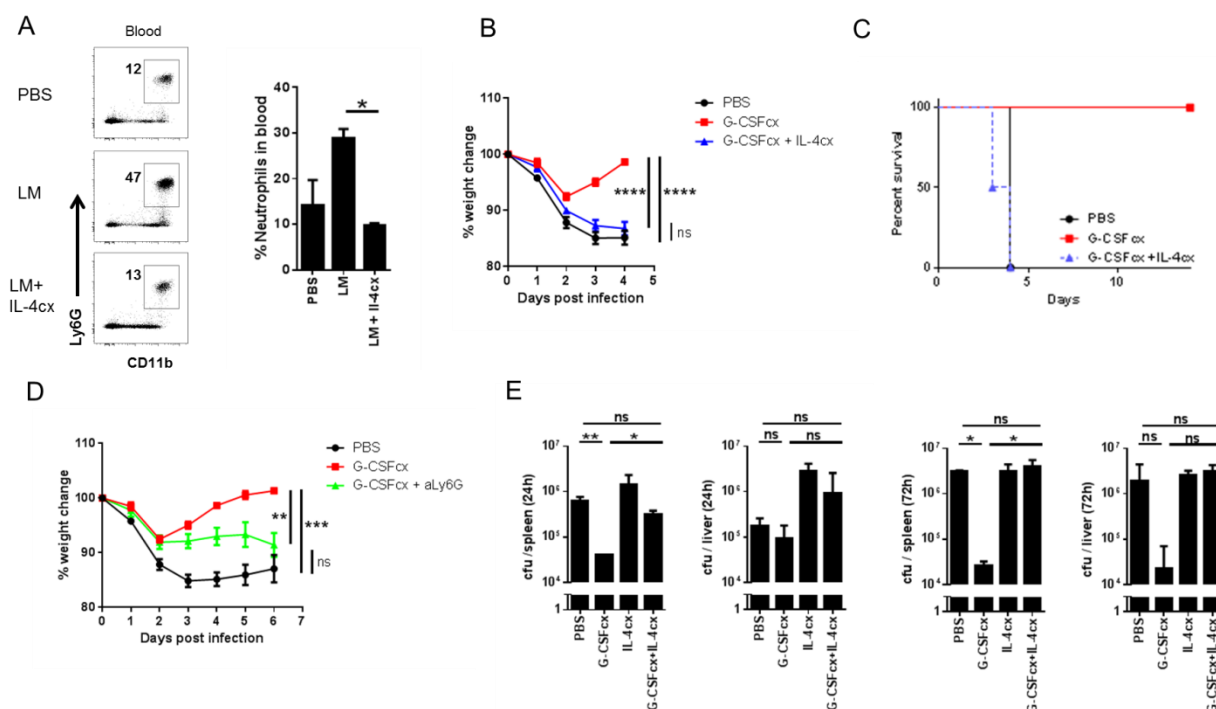 A
Blood
PBS
12
LM
47
LM+
IL-4cx
13
Ly6G
CD11b
% Neutrophils in blood
40
30
20
10
0
*
PBS
LM
LM + Il-4cx
B
% weight change
110
100
90
80
0 1 2 3 4 5
Days post infection
PBS
G-CSFcx
G-CSFcx + IL-4cx
**** ****
ns
C
Percent survival
100
50
0
0 5 10
Days
PBS
G-CSFcx
G-CSFcx +IL-4cx
D
% weight change
110
100
90
80
0 1 2 3 4 5 6 7
Days post infection
PBS
G-CSFcx
G-CSFcx + aLy6G
** ***
ns
E
ns
** *
cfu / spleen (24h)
10⁷
10⁶
10⁵
10⁴
1
PBS
G-CSFcx
IL-4cx
G-CSFcx+IL-4cx
ns
ns ns
cfu / liver (24h)
10⁷
10⁶
10⁵
10⁴
1
PBS
G-CSFcx
IL-4cx
G-CSFcx+IL-4cx
ns
* *
cfu / spleen (72h)
10⁷
10⁶
10⁵
10⁴
1
PBS
G-CSFcx
IL-4cx
G-CSFcx+IL-4cx
ns
ns ns
cfu / liver (72h)
10⁷
10⁶
10⁵
10⁴
1
PBS
G-CSFcx
IL-4cx
G-CSFcx+IL-4cx